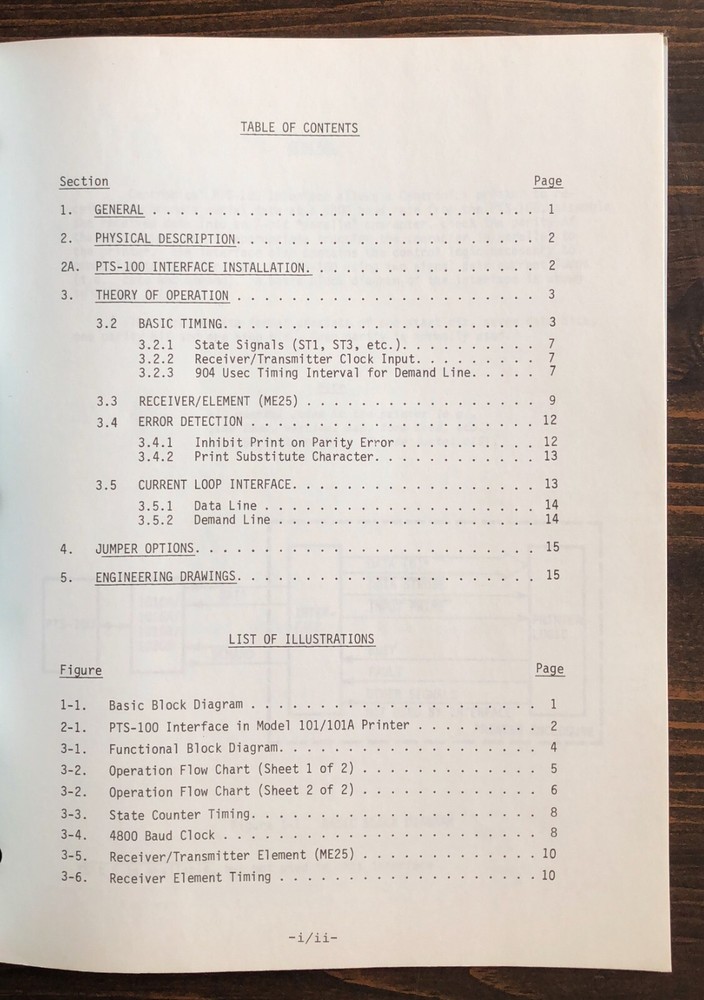 TABLE OF CONTENTS
Section Page
1. GENERAL . . . . . . . . . . . . . . . . . . . . . . . . . . . . 1
2. PHYSICAL DESCRIPTION. . . . . . . . . . . . . . . . . . . . . . 2
2A. PTS-100 INTERFACE INSTALLATION. . . . . . . . . . . . . . . . . 2
3. THEORY OF OPERATION . . . . . . . . . . . . . . . . . . . . . . 3
3.2 BASIC TIMING. . . . . . . . . . . . . . . . . . . . . . . 3
3.2.1 State Signals (ST1, ST3, etc.). . . . . . . . . . 7
3.2.2 Receiver/Transmitter Clock Input. . . . . . . . . 7
3.2.3 904 Usec Timing Interval for Demand Line. . . . . 7
3.3 RECEIVER/ELEMENT (ME25) . . . . . . . . . . . . . . . . . 9
3.4 ERROR DETECTION . . . . . . . . . . . . . . . . . . . . . 12
3.4.1 Inhibit Print on Parity Error . . . . . . . . . . 12
3.4.2 Print Substitute Character. . . . . . . . . . . . 13
3.5 CURRENT LOOP INTERFACE. . . . . . . . . . . . . . . . . . 13
3.5.1 Data Line . . . . . . . . . . . . . . . . . . . . 14
3.5.2 Demand Line . . . . . . . . . . . . . . . . . . . 14
4. JUMPER OPTIONS. . . . . . . . . . . . . . . . . . . . . . . . . 15
5. ENGINEERING DRAWINGS. . . . . . . . . . . . . . . . . . . . . . 15
LIST OF ILLUSTRATIONS
Figure Page
1-1. Basic Block Diagram . . . . . . . . . . . . . . . . . . . . . 1
2-1. PTS-100 Interface in Model 101/101A Printer . . . . . . . . . 2
3-1. Functional Block Diagram. . . . . . . . . . . . . . . . . . . 4
3-2. Operation Flow Chart (Sheet 1 of 2) . . . . . . . . . . . . . 5
3-2. Operation Flow Chart (Sheet 2 of 2) . . . . . . . . . . . . . 6
3-3. State Counter Timing. . . . . . . . . . . . . . . . . . . . . 8
3-4. 4800 Baud Clock . . . . . . . . . . . . . . . . . . . . . . . 8
3-5. Receiver/Transmitter Element (ME25) . . . . . . . . . . . . . 10
3-6. Receiver Element Timing . . . . . . . . . . . . . . . . . . . 10
-i/ii-